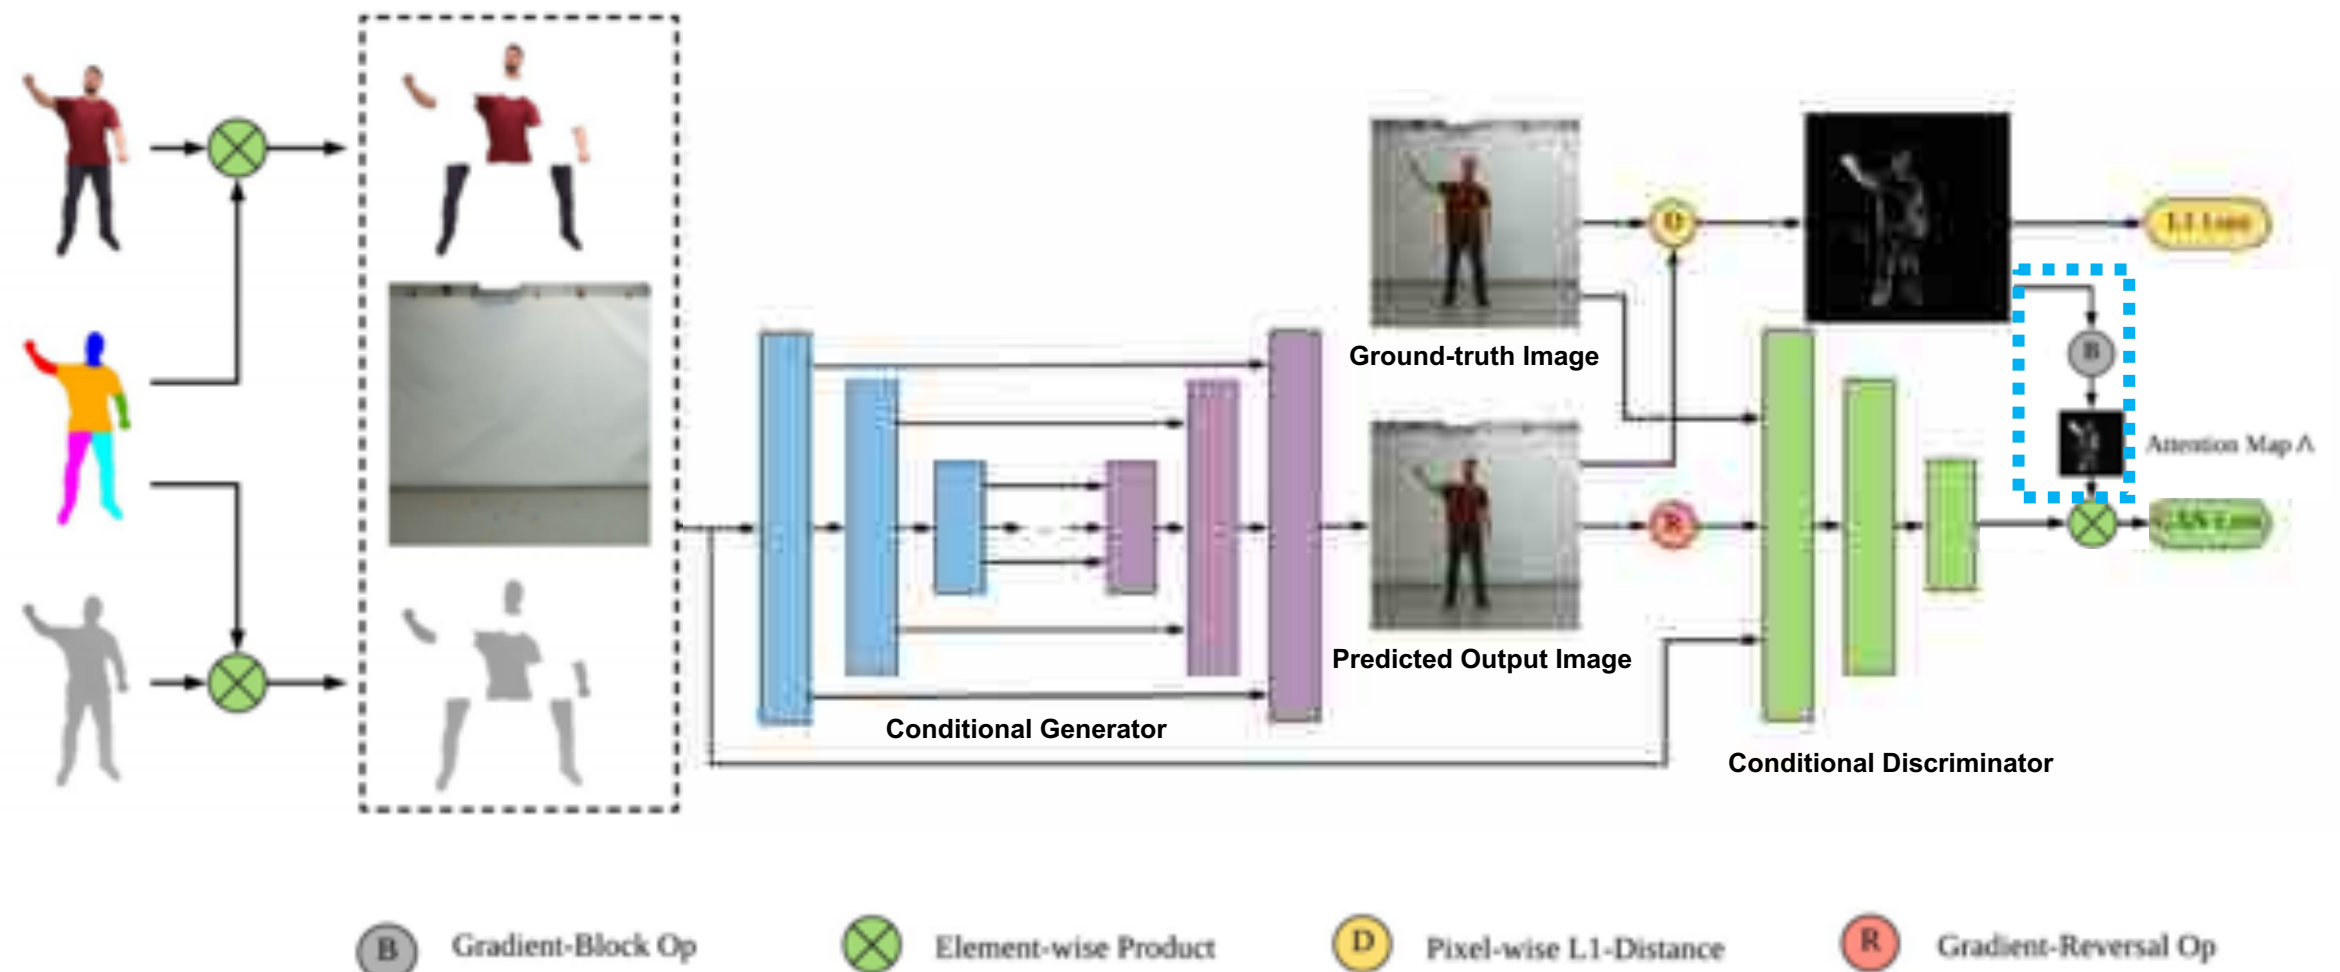 D
L1 Loss
Ground-truth Image
B
Attention Map Λ
R
GAN Loss
Predicted Output Image
Conditional Generator
Conditional Discriminator
B Gradient-Block Op
Element-wise Product
D Pixel-wise L1-Distance
R Gradient-Reversal Op